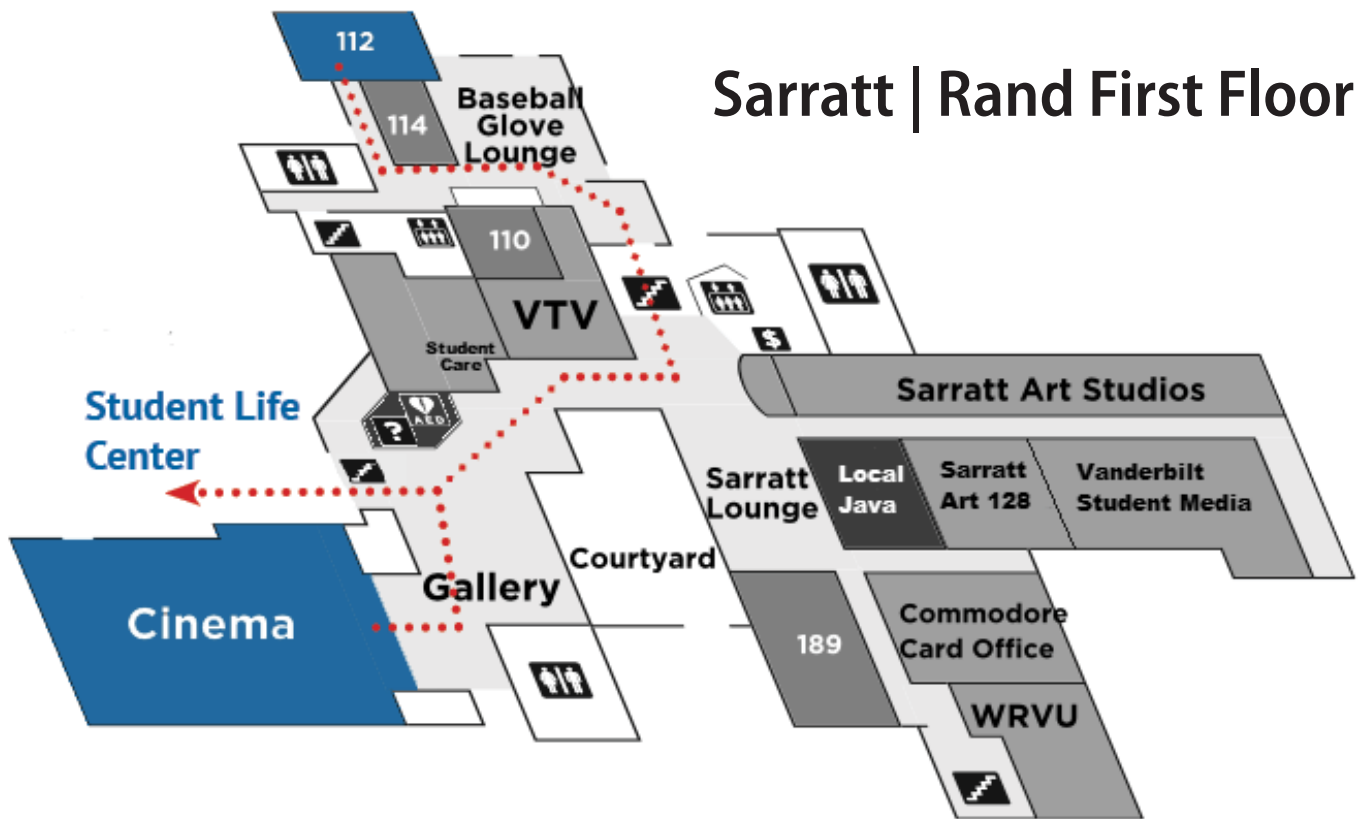 Sarratt | Rand First Floor
112
114
Baseball
Glove
Lounge
110
VTV
Student
Care
$
Sarratt Art Studios
Student Life
Center
AED
?
Sarratt
Lounge
Local
Java
Sarratt
Art 128
Vanderbilt
Student Media
Courtyard
Gallery
Cinema
189
Commodore
Card Office
WRVU